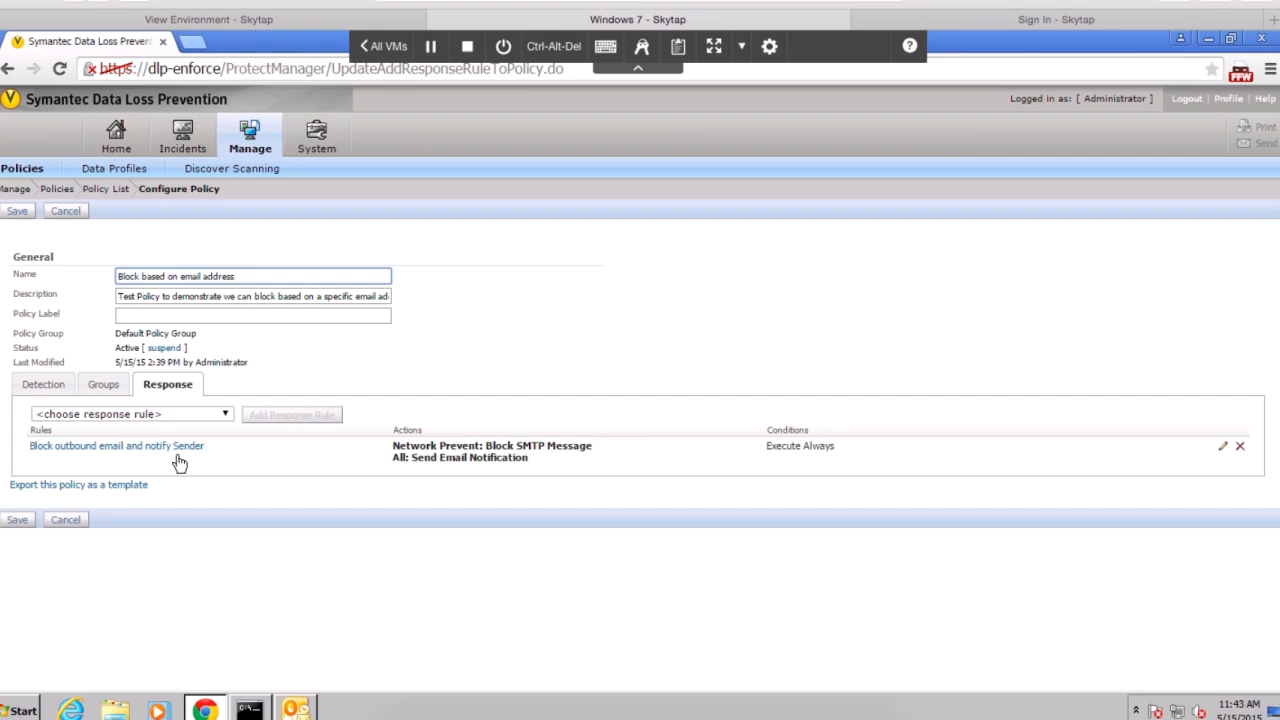 View Environment - Skytap
Windows 7 - Skytap
Sign In - Skytap
Symantec Data Loss Prevent
All VMs
Ctrl-Alt-Del
https://dlp-enforce/ProtectManager/UpdateAddResponseRuleToPolicy.do
FFW
Symantec Data Loss Prevention
Logged in as: [ Administrator ]
Logout
Profile
Help
Home
Incidents
Manage
System
Print
Send
Policies
Data Profiles
Discover Scanning
Manage
Policies
Policy List
Configure Policy
Save
Cancel
General
Name
Block based on email address
Description
Test Policy to demonstrate we can block based on a specific email ad
Policy Label
Policy Group
Default Policy Group
Status
Active [ suspend ]
Last Modified
5/15/15 2:39 PM by Administrator
Detection
Groups
Response
<choose response rule>
Add Response Rule
Rules
Actions
Conditions
Block outbound email and notify Sender
Network Prevent: Block SMTP Message
Execute Always
All: Send Email Notification
Export this policy as a template
Save
Cancel
Start
11:43 AM
5/15/2015